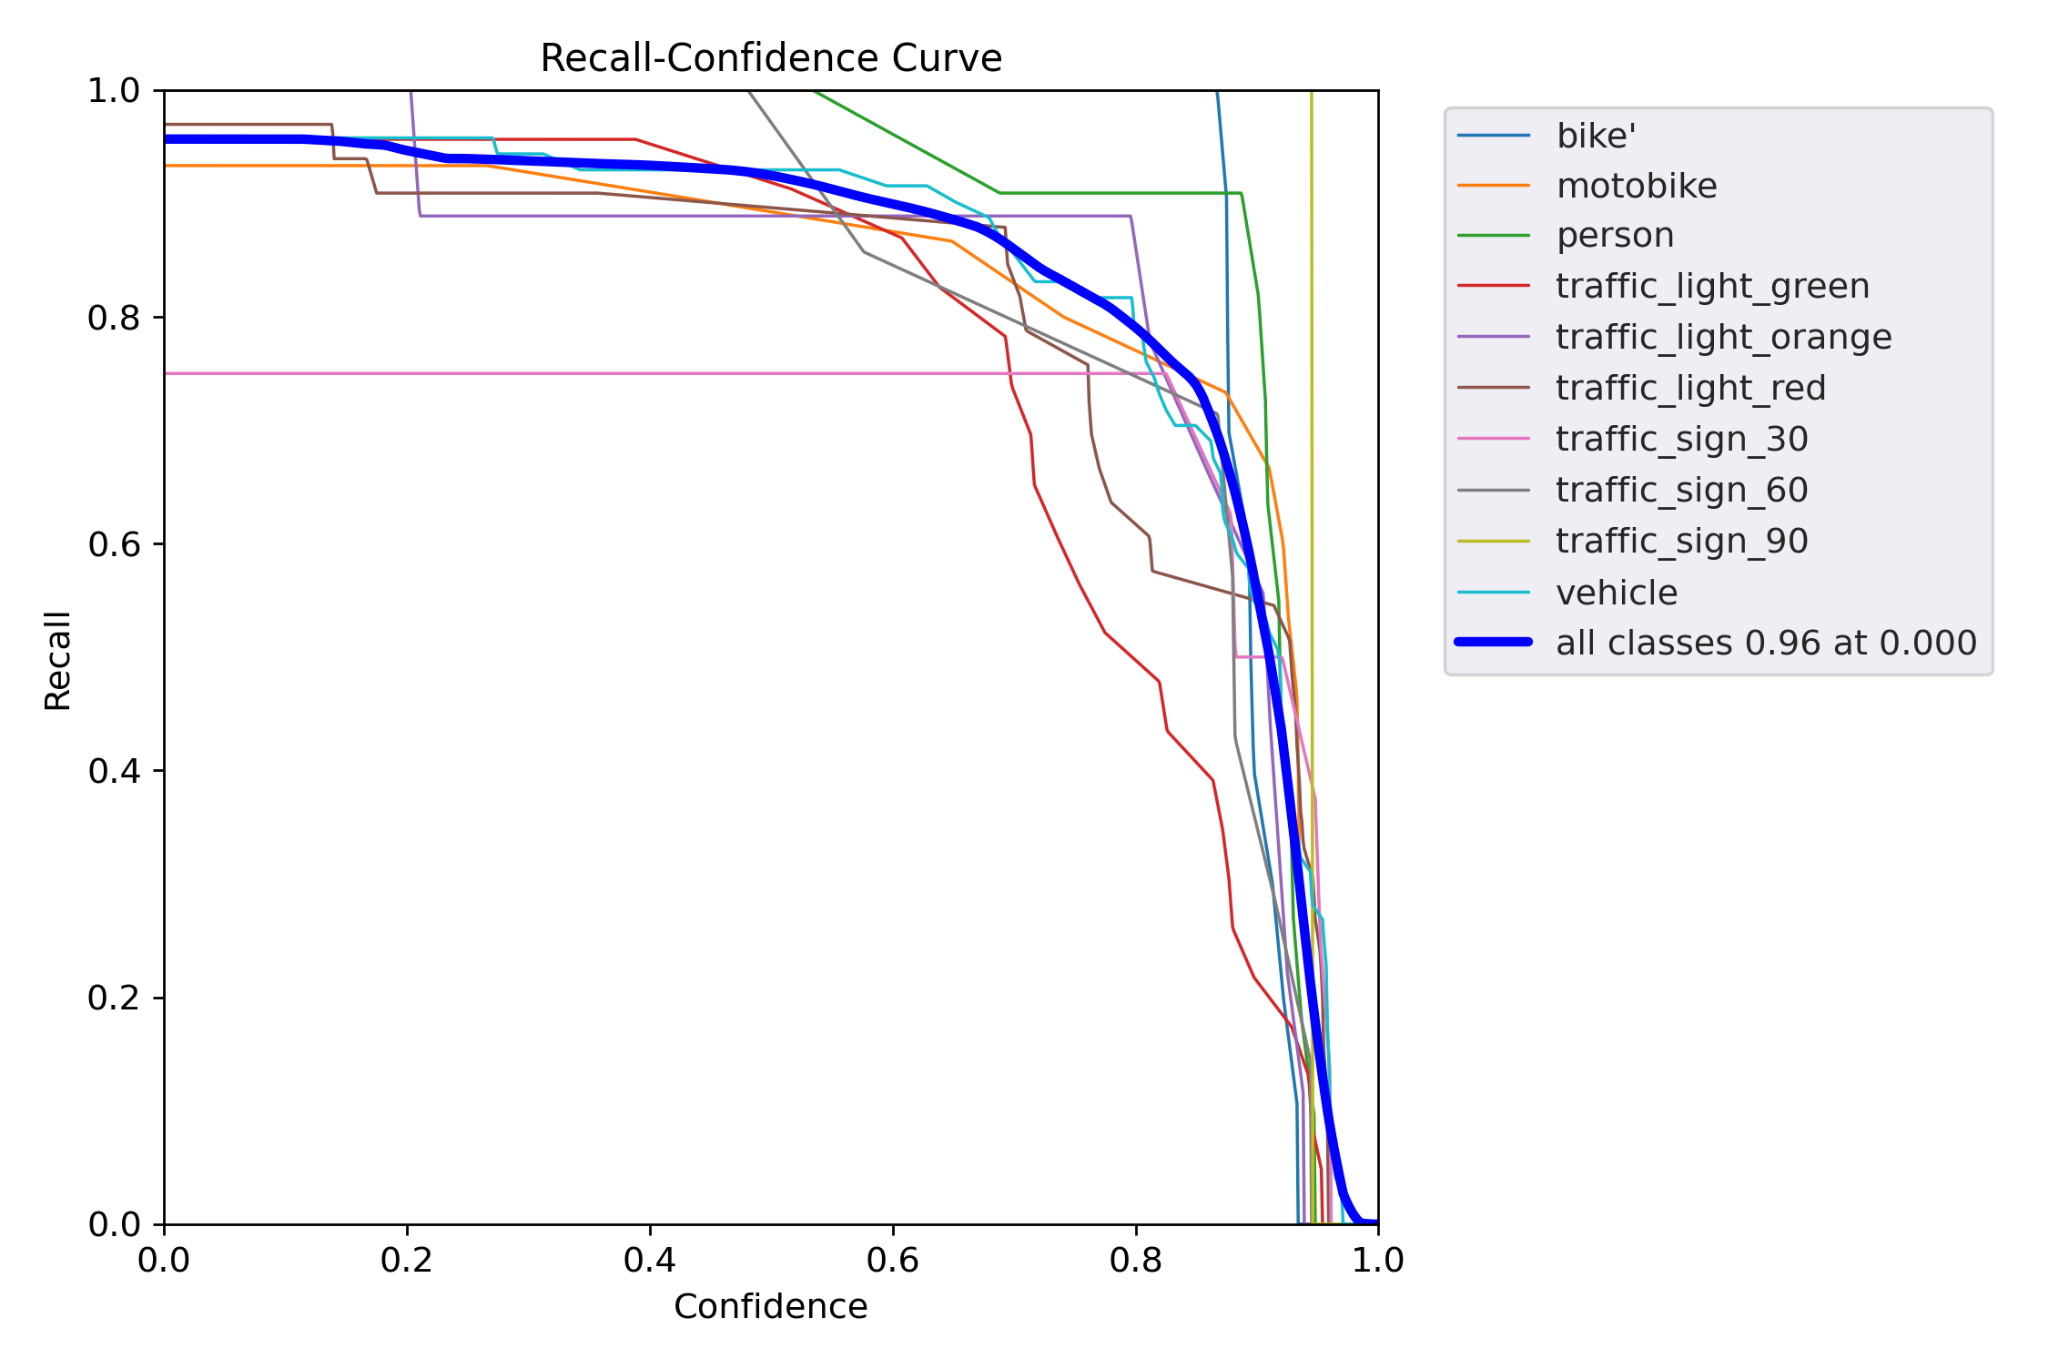 Recall-Confidence Curve
1.0
0.8
0.6
0.4
0.2
0.0
Recall
0.0 0.2 0.4 0.6 0.8 1.0
Confidence
bike'
motobike
person
traffic_light_green
traffic_light_orange
traffic_light_red
traffic_sign_30
traffic_sign_60
traffic_sign_90
vehicle
all classes 0.96 at 0.000